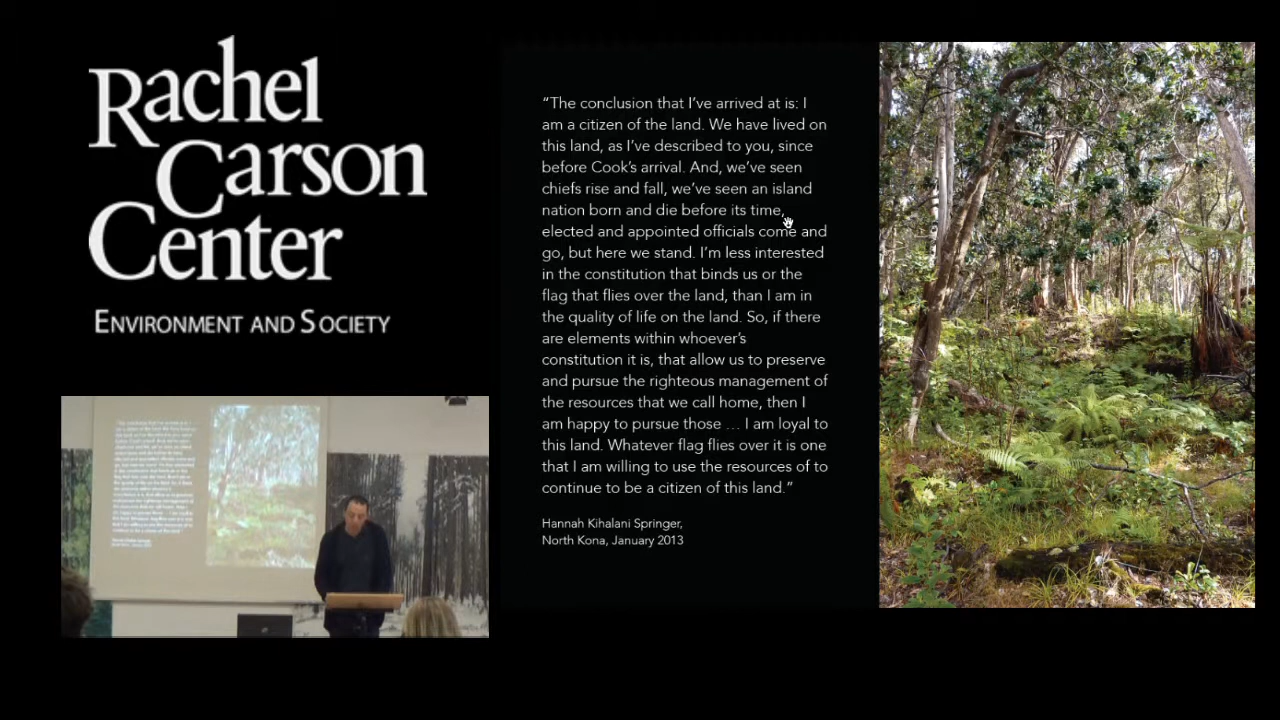 Rachel
Carson
Center
ENVIRONMENT AND SOCIETY
“The conclusion that I’ve arrived at is: I
am a citizen of the land. We have lived on
this land, as I’ve described to you, since
before Cook’s arrival. And, we’ve seen
chiefs rise and fall, we’ve seen an island
nation born and die before its time,
elected and appointed officials come and
go, but here we stand. I’m less interested
in the constitution that binds us or the
flag that flies over the land, than I am in
the quality of life on the land. So, if there
are elements within whoever’s
constitution it is, that allow us to preserve
and pursue the righteous management of
the resources that we call home, then I
am happy to pursue those … I am loyal to
this land. Whatever flag flies over it is one
that I am willing to use the resources of to
continue to be a citizen of this land.”
Hannah Kihalani Springer,
North Kona, January 2013